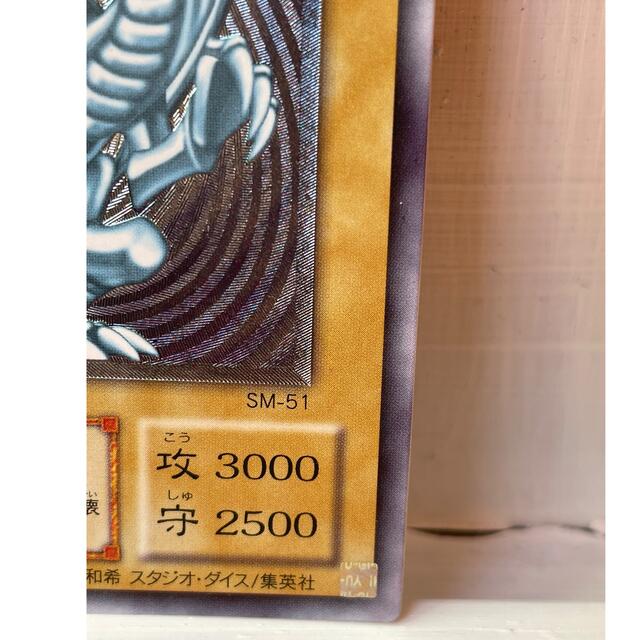 SM-51
こう
攻 3000
しゅ
守 2500
壊
和希 スタジオ・ダイス/集英社